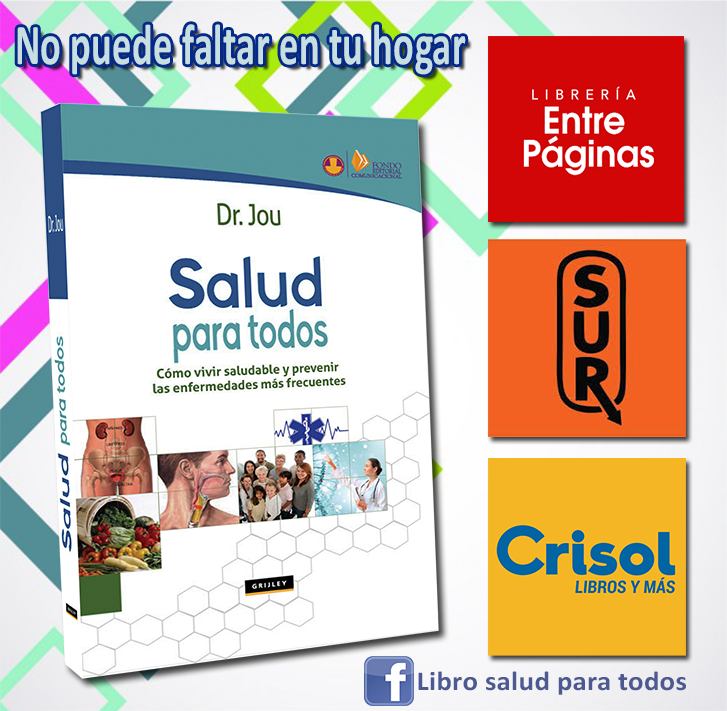 No puede faltar en tu hogar
LIBRERÍA
Entre
Páginas
FONDO
EDITORIAL
COMUNICACIONAL
Dr. Jou
Salud
para todos
Cómo vivir saludable y prevenir
las enfermedades más frecuentes
GRIJLEY
Dr. Jou
Salud para todos
SUR
Crisol
LIBROS Y MÁS
f
Libro salud para todos